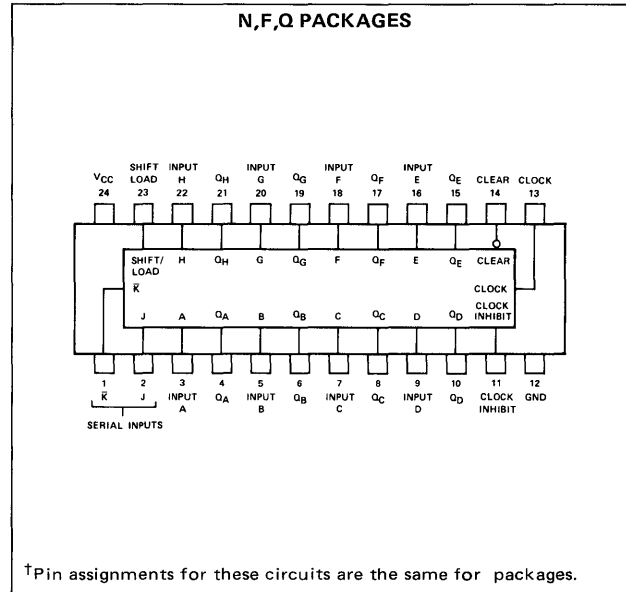 N,F,Q PACKAGES
SHIFT INPUT INPUT INPUT INPUT
VCC LOAD H QH G QG F QF E QE CLEAR CLOCK
24 23 22 21 20 19 18 17 16 15 14 13
SHIFT/ H QH G QG F QF E QE CLEAR
LOAD
K̅ CLOCK
CLOCK
J A QA B QB C QC D QD INHIBIT
1 2 3 4 5 6 7 8 9 10 11 12
K̅ J INPUT QA INPUT QB INPUT QC INPUT QD CLOCK GND
A B C D INHIBIT
SERIAL INPUTS
†Pin assignments for these circuits are the same for packages.